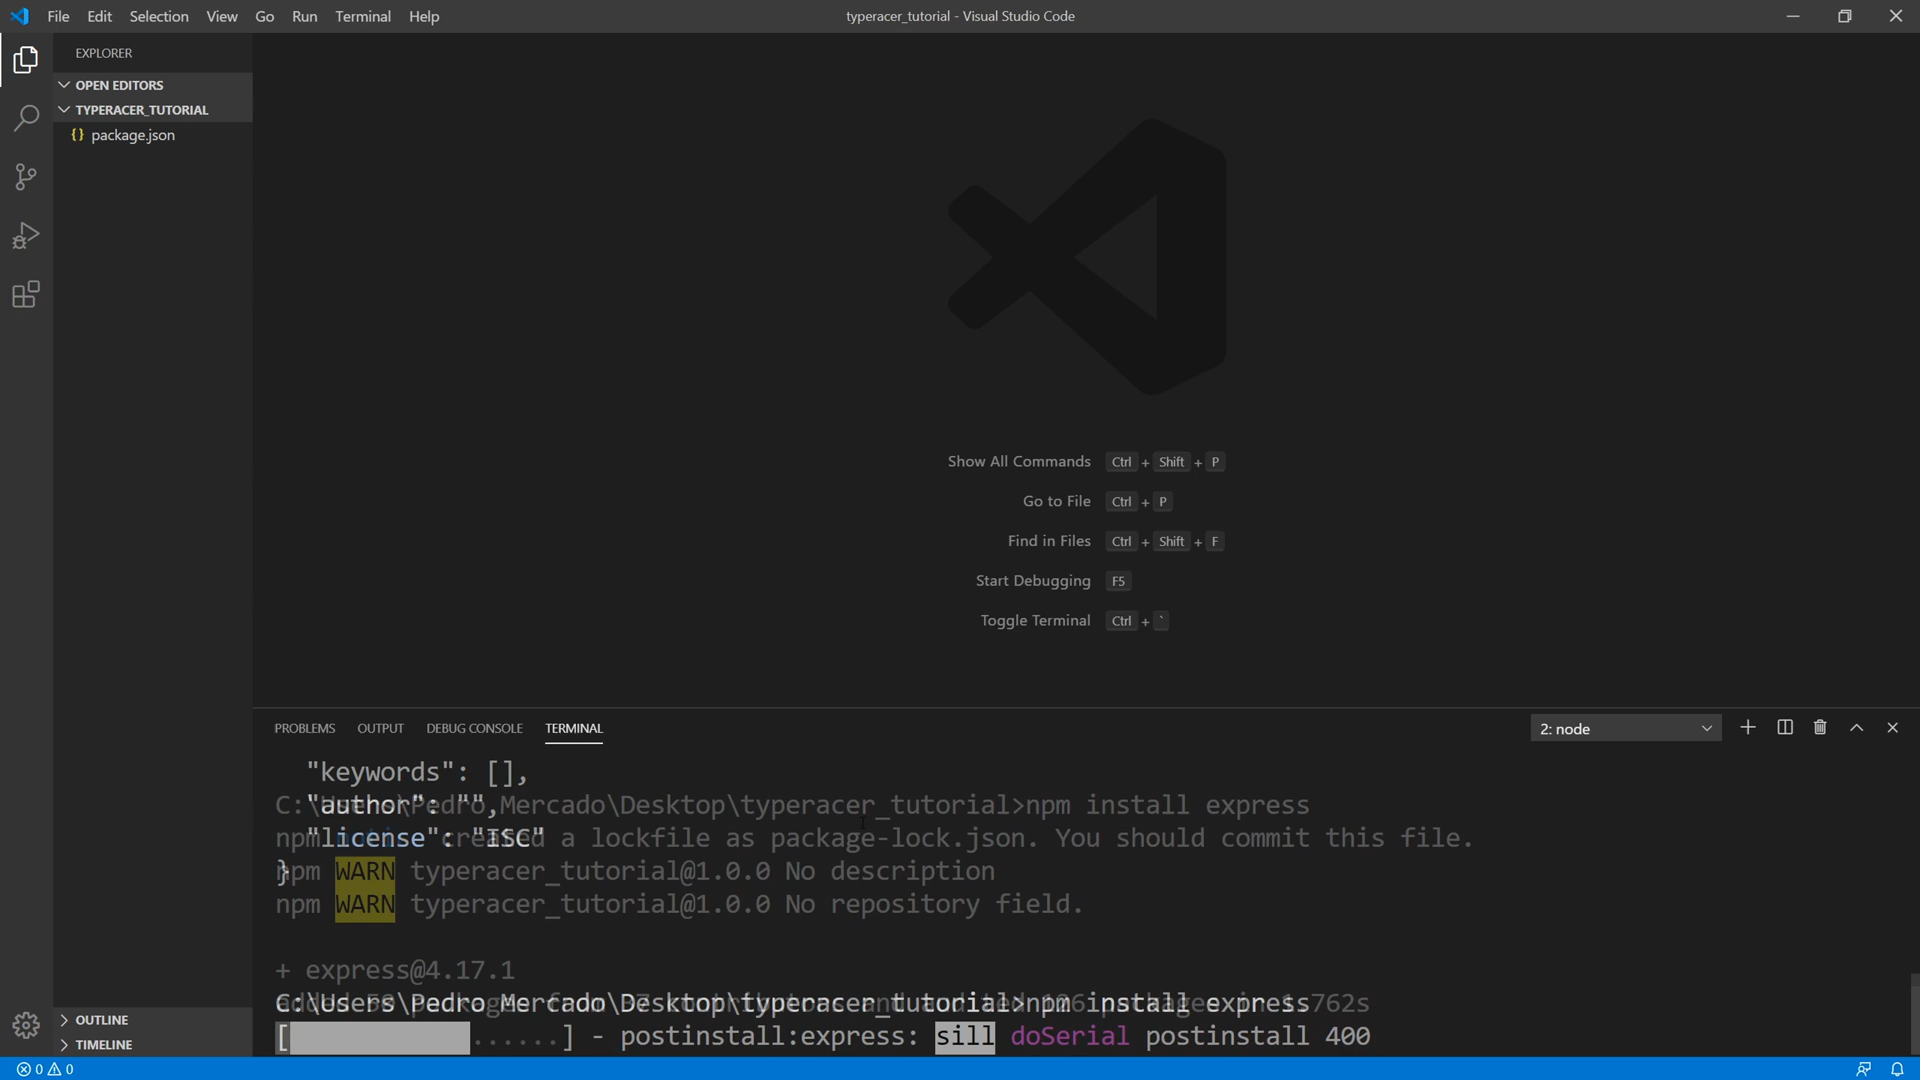 File Edit Selection View Go Run Terminal Help
typeracer_tutorial - Visual Studio Code
EXPLORER
OPEN EDITORS
TYPERACER_TUTORIAL
{} package.json
Show All Commands Ctrl + Shift + P
Go to File Ctrl + P
Find in Files Ctrl + Shift + F
Start Debugging F5
Toggle Terminal Ctrl + `
PROBLEMS OUTPUT DEBUG CONSOLE TERMINAL
2: node
"keywords": [],
"author": "",
C:\Users\Pedro Mercado\Desktop\typeracer_tutorial>npm install express
"license": "ISC"
npm created a lockfile as package-lock.json. You should commit this file.
}
npm WARN typeracer_tutorial@1.0.0 No description
npm WARN typeracer_tutorial@1.0.0 No repository field.
+ express@4.17.1
C:\Users\Pedro Mercado\Desktop\typeracer_tutorial>npm install express
[ ......] - postinstall:express: sill doSerial postinstall 400
OUTLINE
TIMELINE
0 0